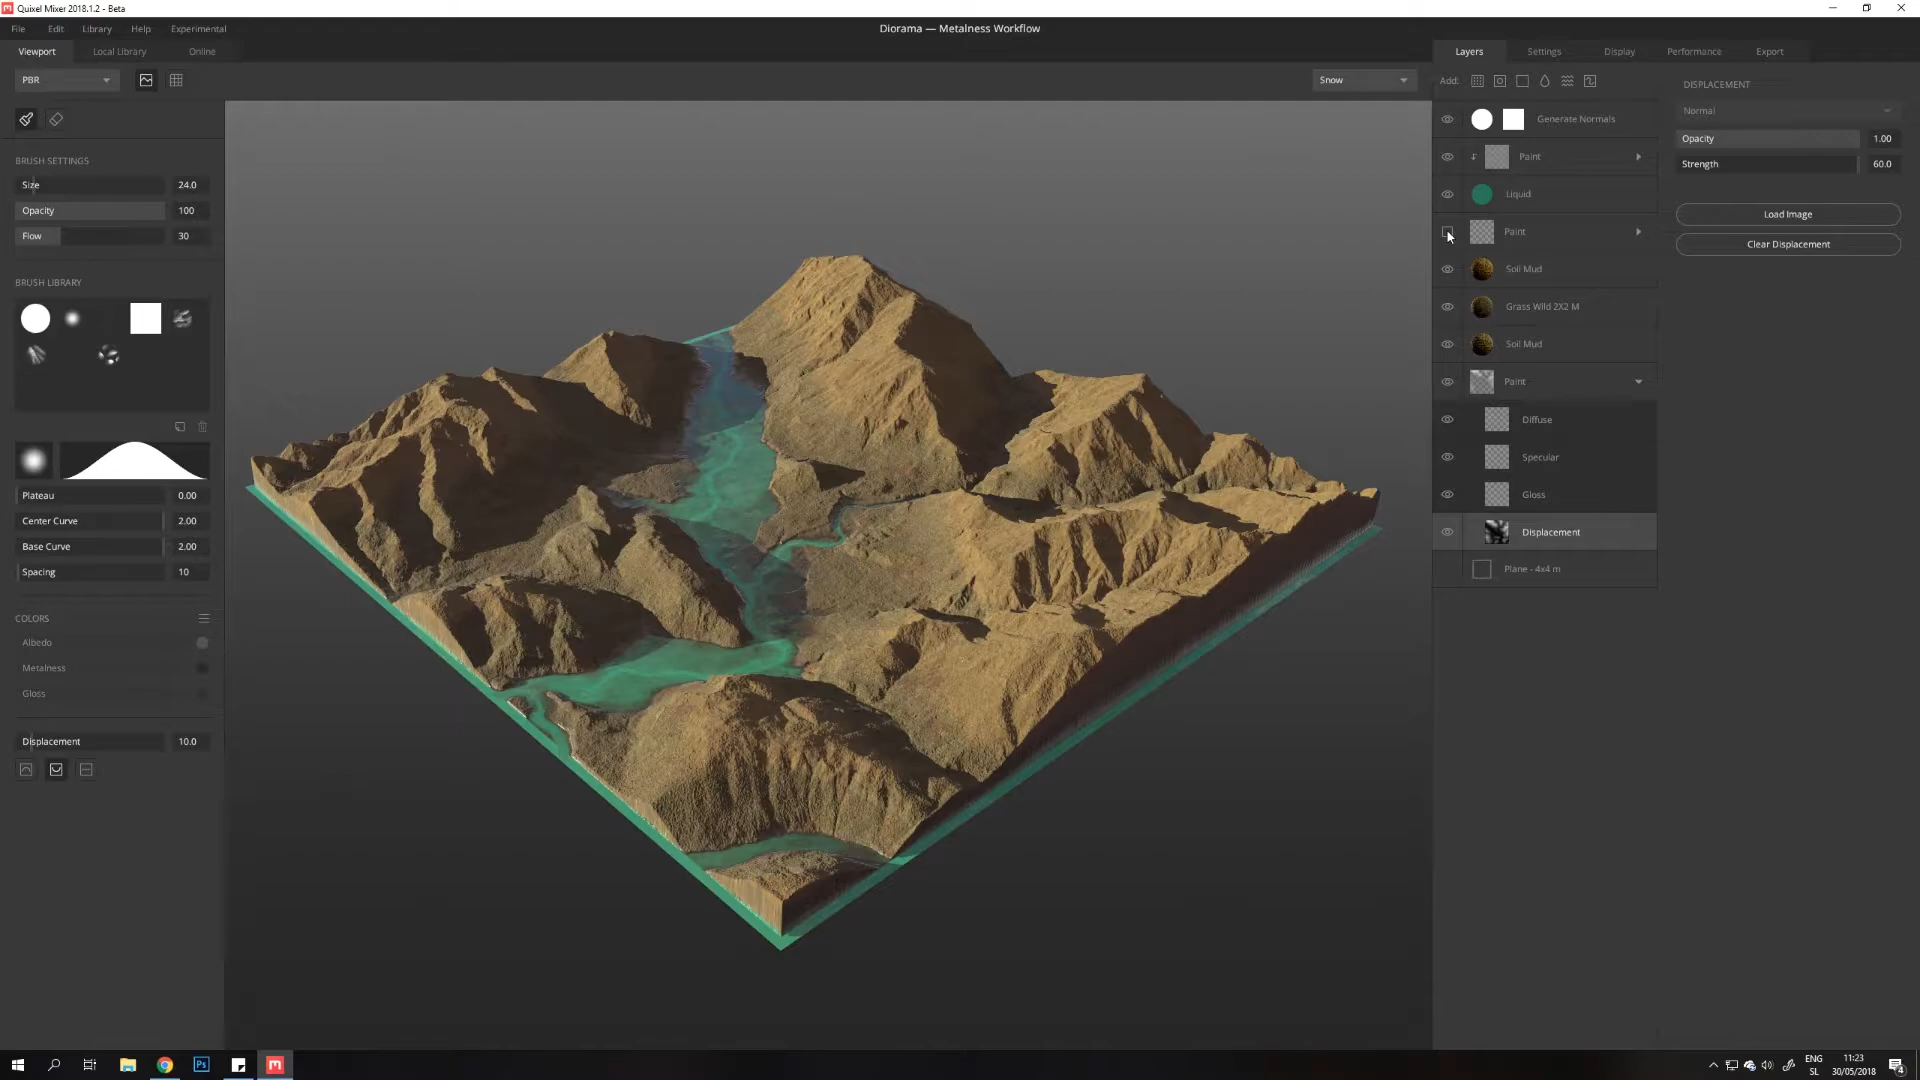 Quixel Mixer 2018.1.2 - Beta
File Edit Library Help Experimental
Diorama — Metalness Workflow
Viewport Local Library Online
Layers Settings Display Performance Export
PBR
Snow
Add:
DISPLACEMENT
Normal
Opacity 1.00
Strength 60.0
Load Image
Clear Displacement
Generate Normals
Paint
Liquid
Paint
Soil Mud
Grass Wild 2X2 M
Soil Mud
Paint
Diffuse
Specular
Gloss
Displacement
Plane - 4x4 m
BRUSH SETTINGS
Size 24.0
Opacity 100
Flow 30
BRUSH LIBRARY
Plateau 0.00
Center Curve 2.00
Base Curve 2.00
Spacing 10
COLORS
Albedo
Metalness
Gloss
Displacement 10.0
Ps
ENG
SL
11:23
30/05/2018
4